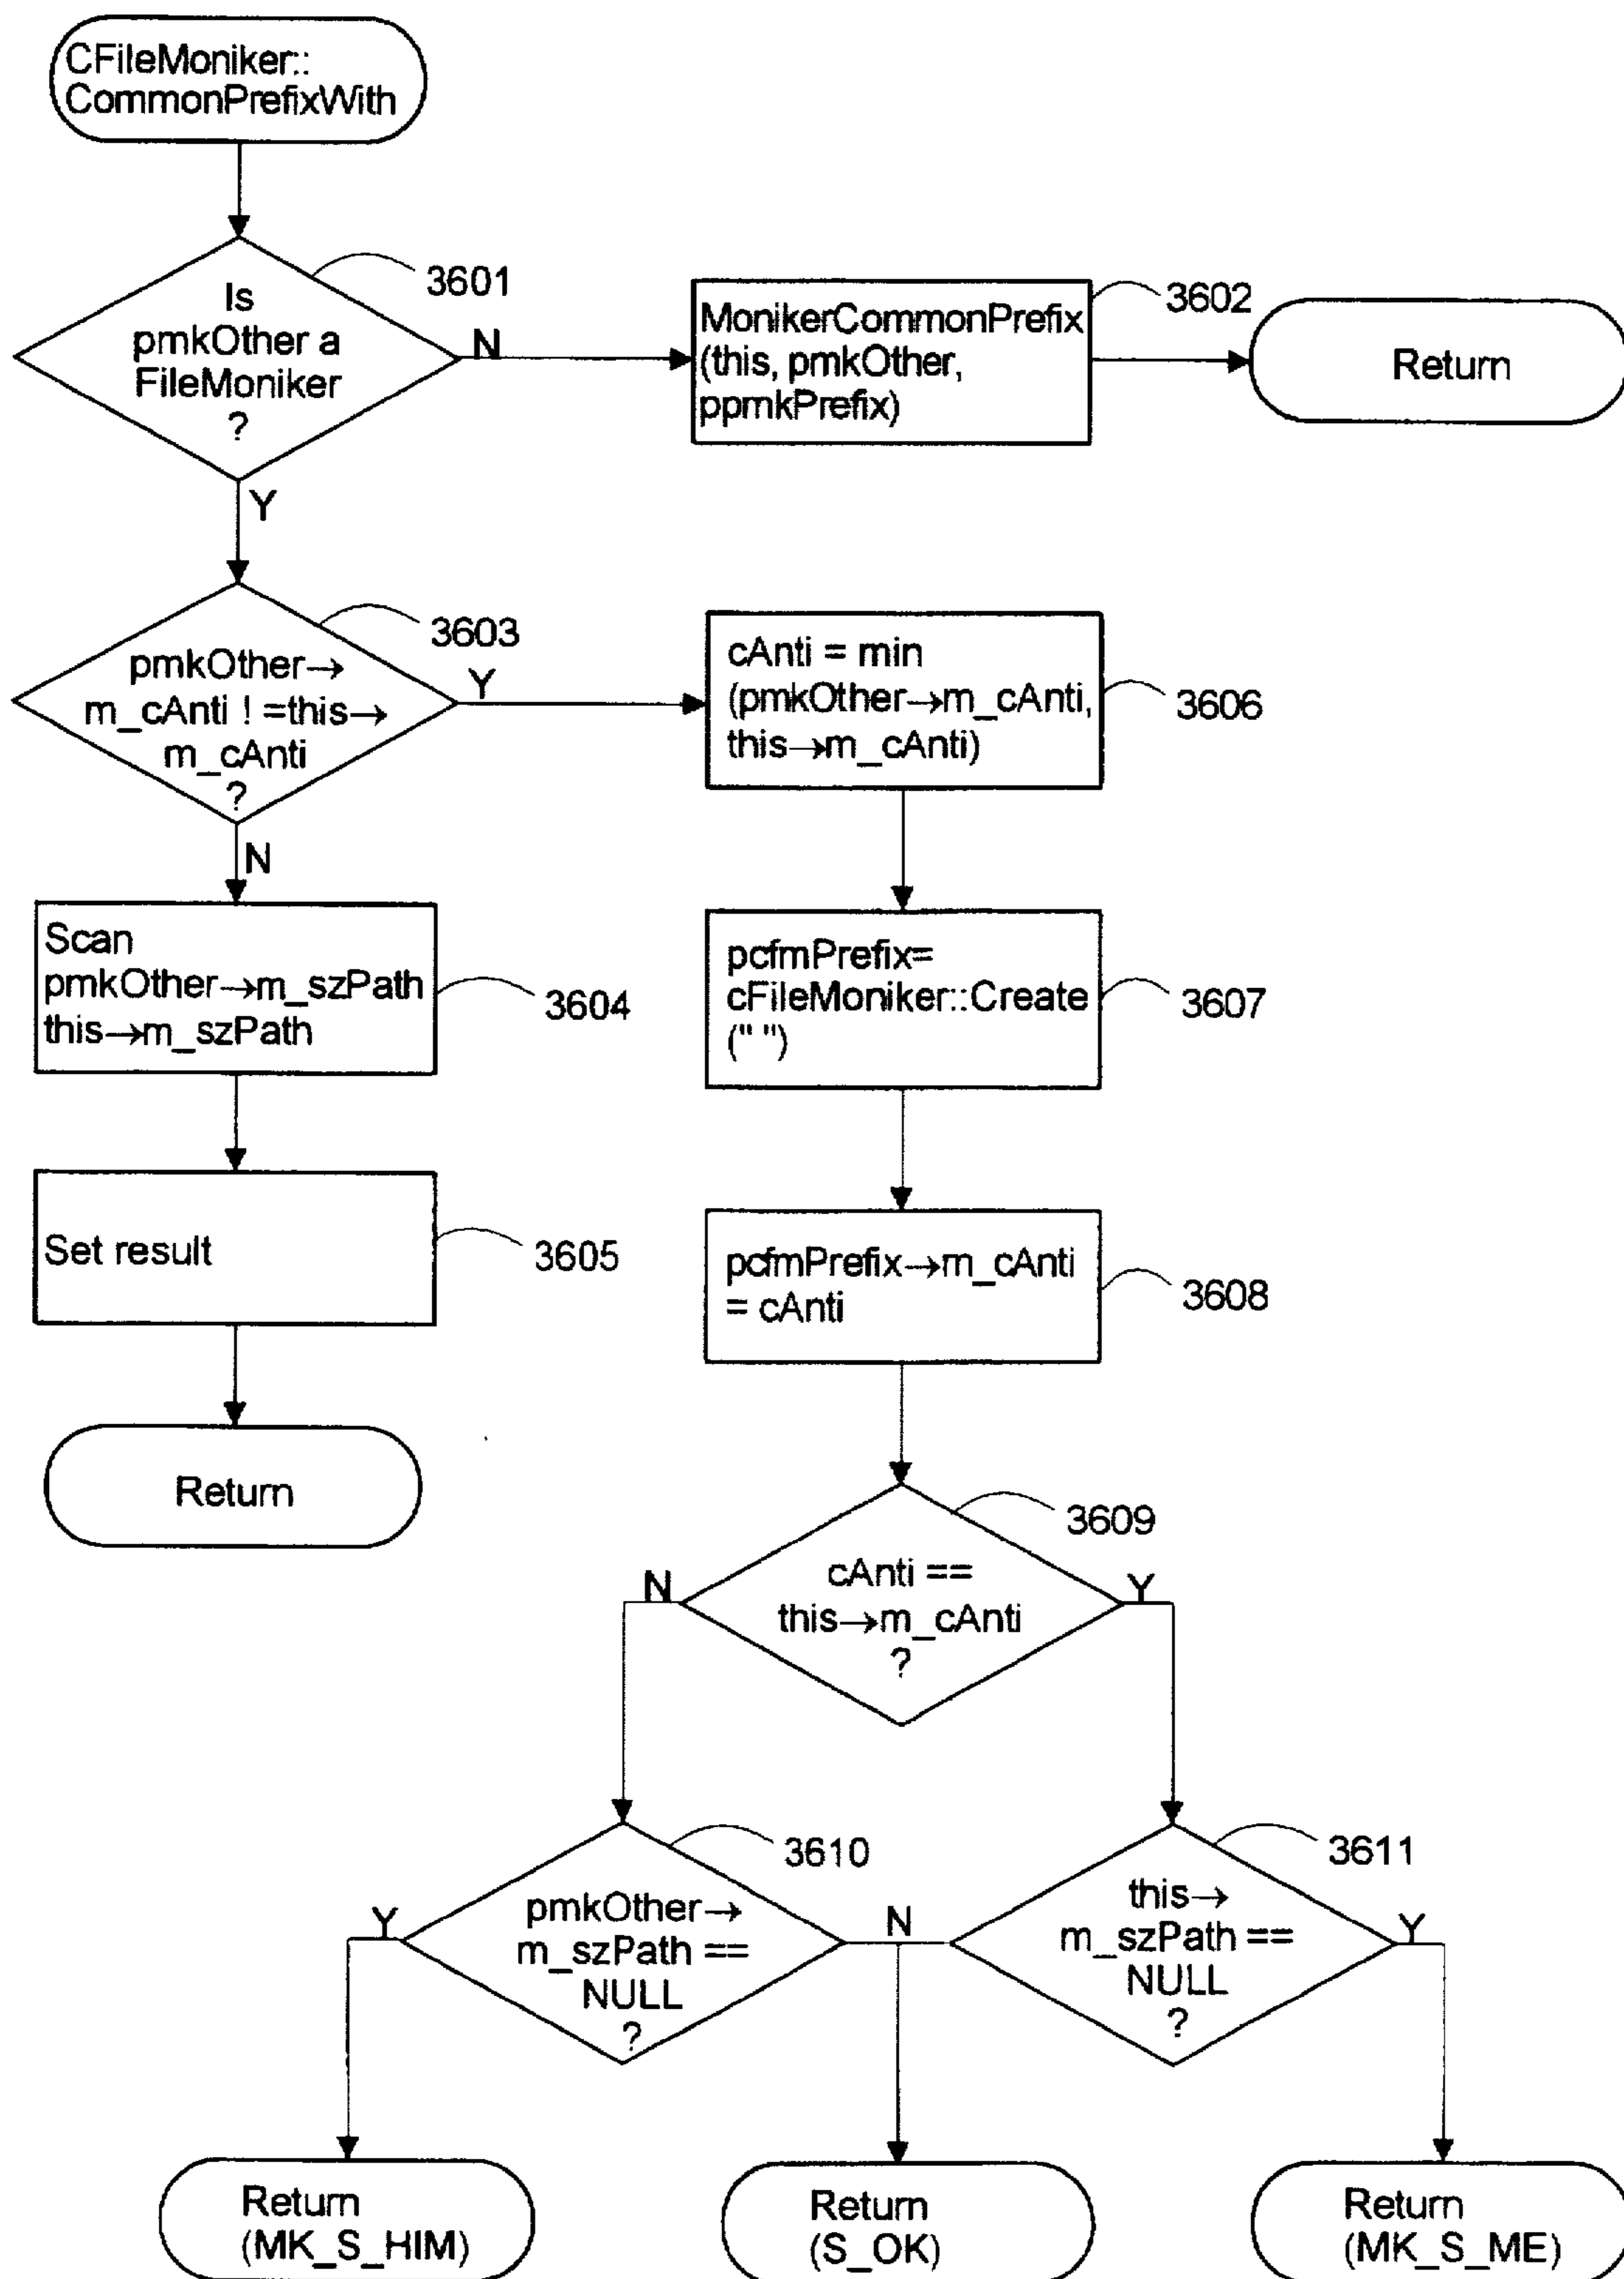 CFileMoniker::
CommonPrefixWith
Is
pmkOther a
FileMoniker
?
3601
N
Y
MonikerCommonPrefix
(this, pmkOther,
ppmkPrefix)
3602
Return
pmkOther→
m_cAnti ! =this→
m_cAnti
?
3603
Y
N
cAnti = min
(pmkOther→m_cAnti,
this→m_cAnti)
3606
Scan
pmkOther→m_szPath
this→m_szPath
3604
pcfmPrefix=
cFileMoniker::Create
(" ")
3607
Set result
3605
pcfmPrefix→m_cAnti
= cAnti
3608
Return
cAnti ==
this→m_cAnti
?
3609
N
Y
pmkOther→
m_szPath ==
NULL
?
3610
Y
N
this→
m_szPath ==
NULL
?
3611
Y
Return
(MK_S_HIM)
Return
(S_OK)
Return
(MK_S_ME)